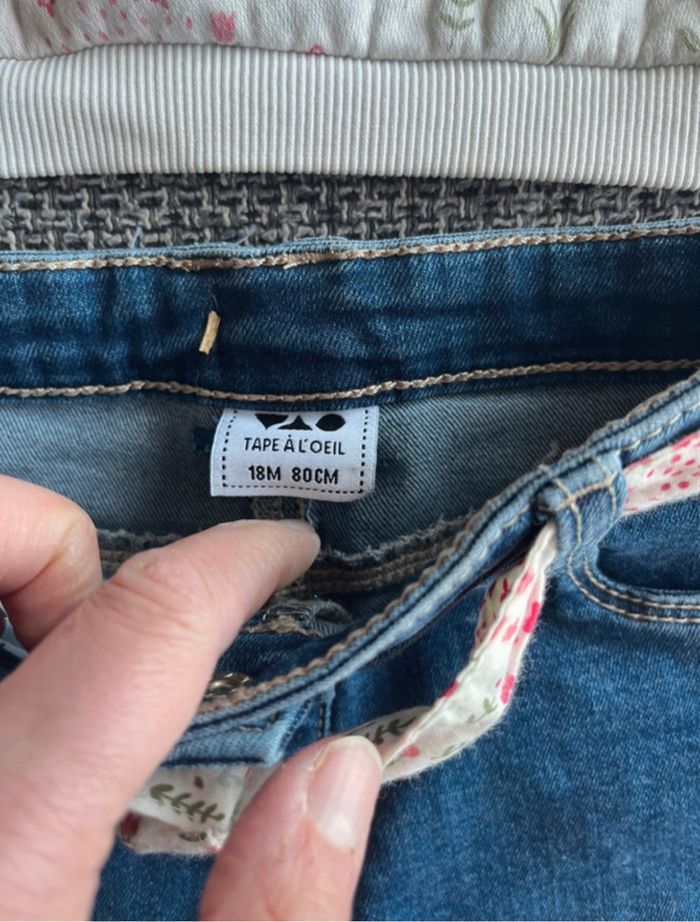 TAPE À L'OEIL
18M 80CM